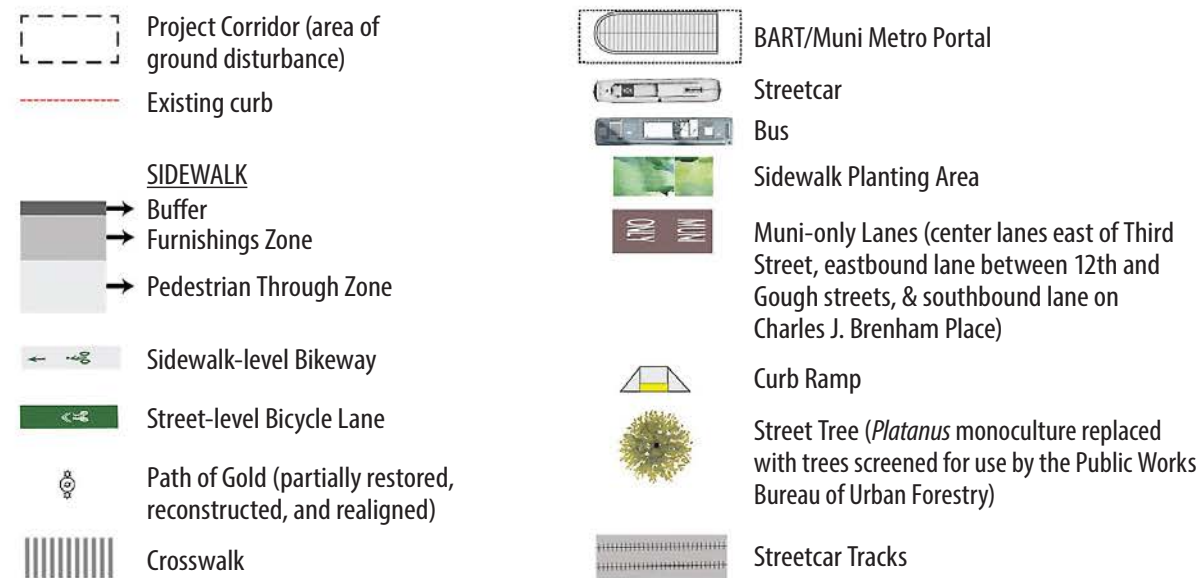 Project Corridor (area of
ground disturbance)
Existing curb
SIDEWALK
Buffer
Furnishings Zone
Pedestrian Through Zone
Sidewalk-level Bikeway
Street-level Bicycle Lane
Path of Gold (partially restored,
reconstructed, and realigned)
Crosswalk
BART/Muni Metro Portal
Streetcar
Bus
Sidewalk Planting Area
ONLY MUNI
Muni-only Lanes (center lanes east of Third
Street, eastbound lane between 12th and
Gough streets, & southbound lane on
Charles J. Brenham Place)
Curb Ramp
Street Tree (Platanus monoculture replaced
with trees screened for use by the Public Works
Bureau of Urban Forestry)
Streetcar Tracks